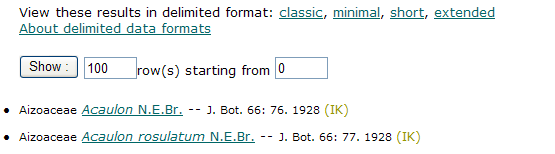 View these results in delimited format: classic, minimal, short, extended
About delimited data formats
Show : 100 row(s) starting from 0
• Aizoaceae Acaulon N.E.Br. -- J. Bot. 66: 76. 1928 (IK)
• Aizoaceae Acaulon rosulatum N.E.Br. -- J. Bot. 66: 77. 1928 (IK)